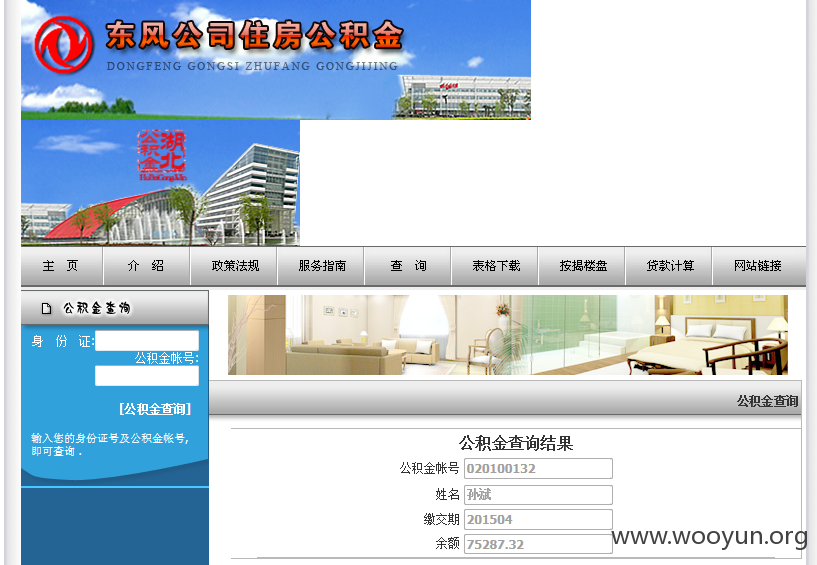 东风公司住房公积金
DONGFENG GONGSI ZHUFANG GONGJIJING
湖北
公积金
HuBeiGongJiJin
主 页 介 绍 政策法规 服务指南 查 询 表格下载 按揭楼盘 贷款计算 网站链接
公积金查询
身 份 证:
公积金帐号:
[公积金查询]
输入您的身份证号及公积金帐号,
即可查询 .
公积金查询
公积金查询结果
公积金帐号 020100132
姓名 孙斌
缴交期 201504
余额 75287.32
www.wooyun.org